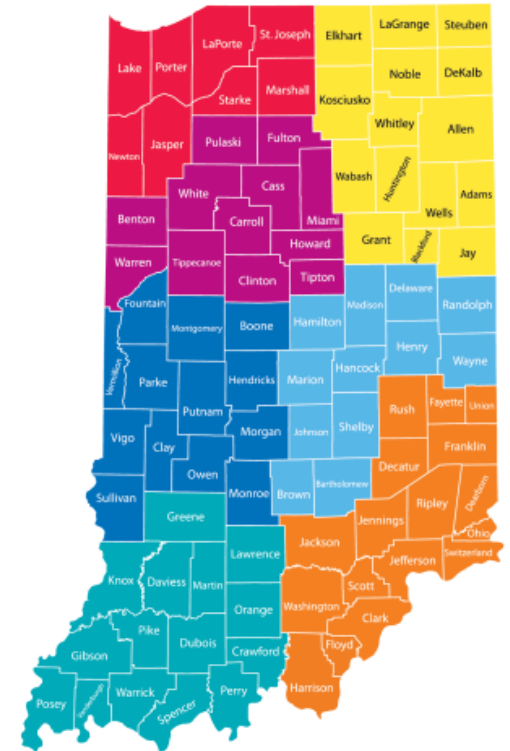 St. Joseph
LaGrange
Steuben
Elkhart
LaPorte
Lake
Porter
Noble
DeKalb
Marshall
Starke
Kosciusko
Whitley
Allen
Pulaski
Fulton
Jasper
Newton
Wabash
Huntington
White
Cass
Adams
Wells
Benton
Carroll
Miami
Grant
Blackford
Jay
Howard
Warren
Tippecanoe
Clinton
Tipton
Delaware
Madison
Randolph
Fountain
Montgomery
Boone
Hamilton
Henry
Wayne
Vermillion
Parke
Hendricks
Marion
Hancock
Putnam
Rush
Fayette
Union
Vigo
Clay
Morgan
Johnson
Shelby
Franklin
Decatur
Owen
Sullivan
Monroe
Brown
Bartholomew
Ripley
Dearborn
Greene
Jennings
Ohio
Jackson
Lawrence
Jefferson
Switzerland
Knox
Daviess
Martin
Scott
Orange
Washington
Clark
Pike
Dubois
Crawford
Floyd
Gibson
Harrison
Posey
Vanderburgh
Warrick
Spencer
Perry